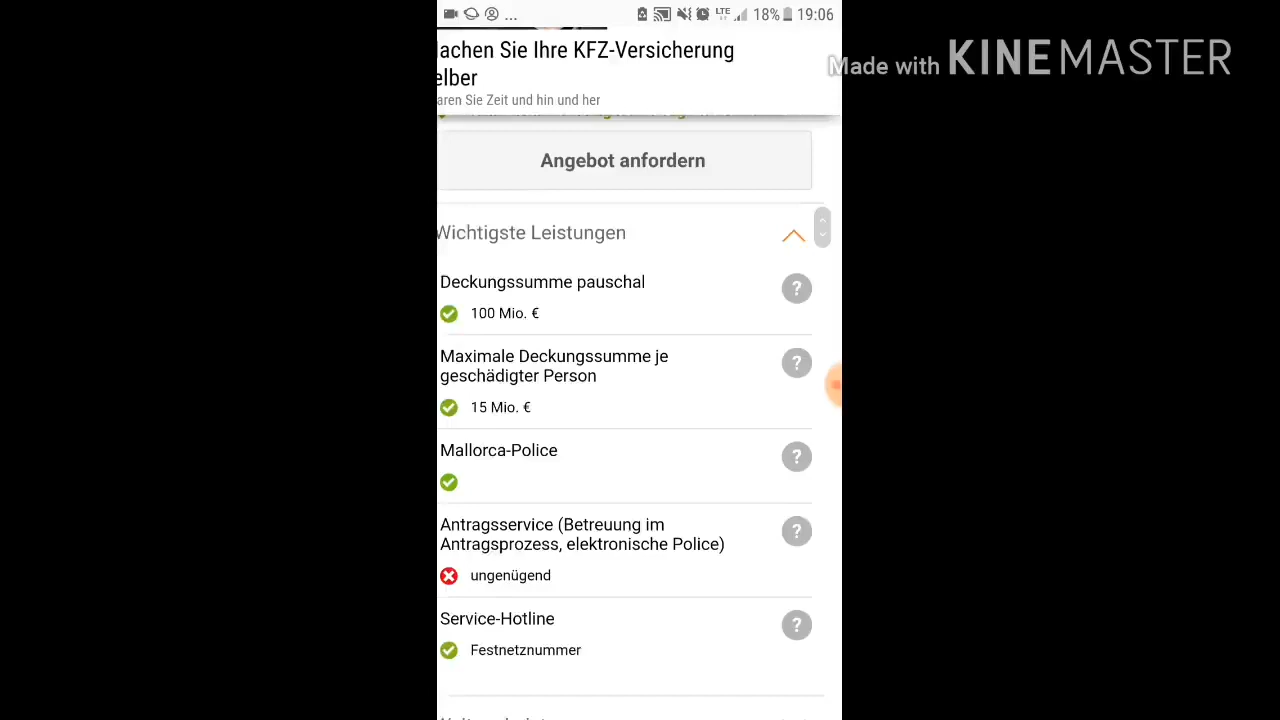 ... 18% 19:06
LTE
achen Sie Ihre KFZ-Versicherung
elber
aren Sie Zeit und hin und her
Made with KINEMASTER
Angebot anfordern
Wichtigste Leistungen
Deckungssumme pauschal
?
100 Mio. €
Maximale Deckungssumme je
?
geschädigter Person
15 Mio. €
Mallorca-Police
?
Antragsservice (Betreuung im
?
Antragsprozess, elektronische Police)
ungenügend
Service-Hotline
?
Festnetznummer